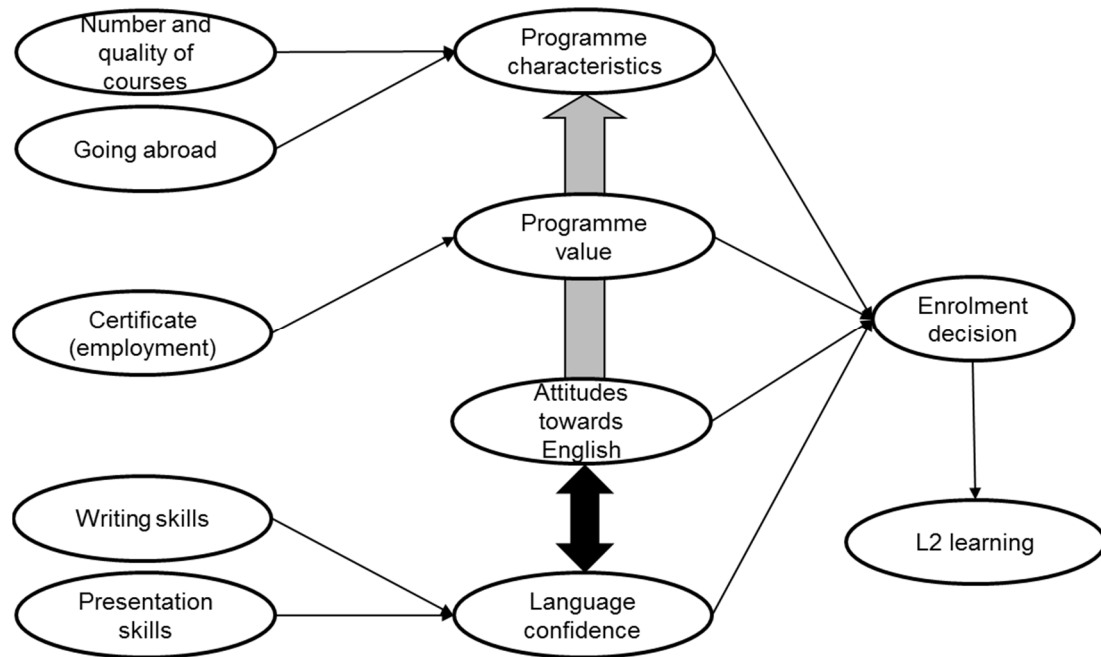 Number and
quality of
courses
Programme
characteristics
Going abroad
Programme
value
Certificate
(employment)
Enrolment
decision
Attitudes
towards
English
Writing skills
L2 learning
Presentation
skills
Language
confidence